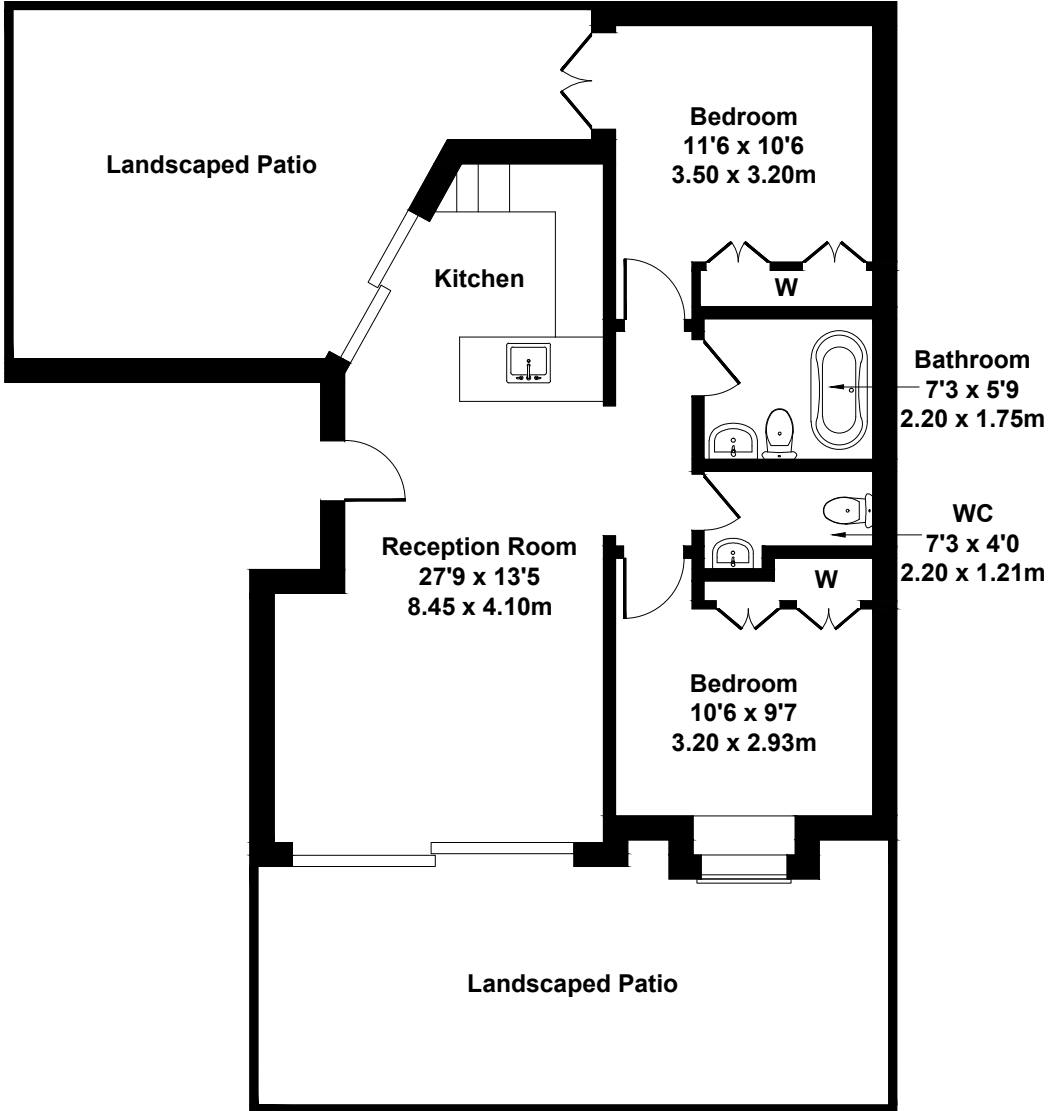 Landscaped Patio
Bedroom
11'6 x 10'6
3.50 x 3.20m
Kitchen
W
Bathroom
7'3 x 5'9
2.20 x 1.75m
WC
7'3 x 4'0
2.20 x 1.21m
Reception Room
27'9 x 13'5
8.45 x 4.10m
W
Bedroom
10'6 x 9'7
3.20 x 2.93m
Landscaped Patio